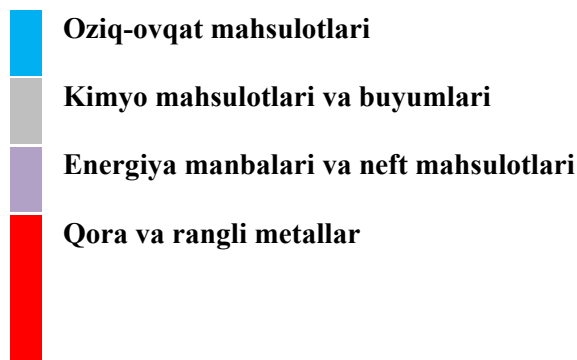 Oziq-ovqat mahsulotlari
Kimyo mahsulotlari va buyumlari
Energiya manbalari va neft mahsulotlari
Qora va rangli metallar